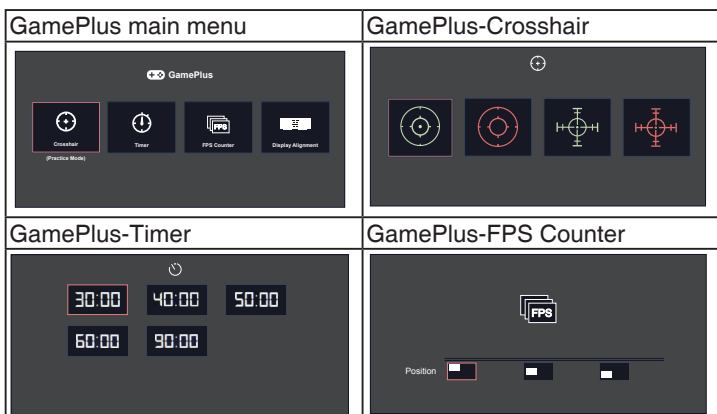 GamePlus main menu
GamePlus-Crosshair
GamePlus
Crosshair
Timer
FPS
FPS Counter
Display Alignment
(Practice Mode)
GamePlus-Timer
GamePlus-FPS Counter
30:00
40:00
50:00
60:00
90:00
FPS
Position